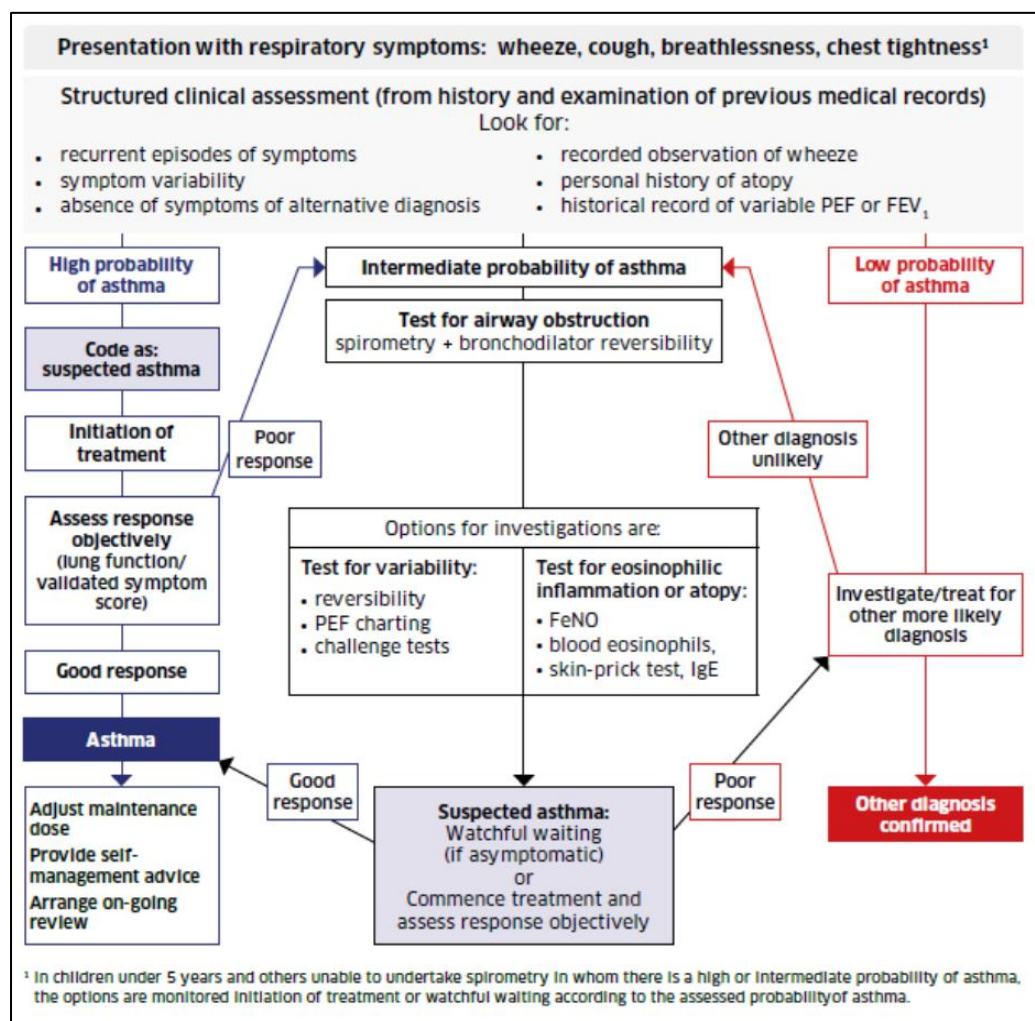 Presentation with respiratory symptoms: wheeze, cough, breathlessness, chest tightness¹
Structured clinical assessment (from history and examination of previous medical records)
Look for:
• recurrent episodes of symptoms
• symptom variability
• absence of symptoms of alternative diagnosis
• recorded observation of wheeze
• personal history of atopy
• historical record of variable PEF or FEV₁
High probability
of asthma
Code as:
suspected asthma
Initiation of
treatment
Assess response
objectively
(lung function/
validated symptom
score)
Good response
Asthma
Adjust maintenance
dose
Provide self-
management advice
Arrange on-going
review
Poor
response
Intermediate probability of asthma
Test for airway obstruction
spirometry + bronchodilator reversibility
Options for investigations are:
Test for variability:
• reversibility
• PEF charting
• challenge tests
Test for eosinophilic
inflammation or atopy:
• FeNO
• blood eosinophils,
• skin-prick test, IgE
Good
response
Suspected asthma:
Watchful waiting
(if asymptomatic)
or
Commence treatment and
assess response objectively
Poor
response
Low probability
of asthma
Other diagnosis
unlikely
Investigate/treat for
other more likely
diagnosis
Other diagnosis
confirmed
¹ In children under 5 years and others unable to undertake spirometry in whom there is a high or intermediate probability of asthma,
the options are monitored initiation of treatment or watchful waiting according to the assessed probabilityof asthma.